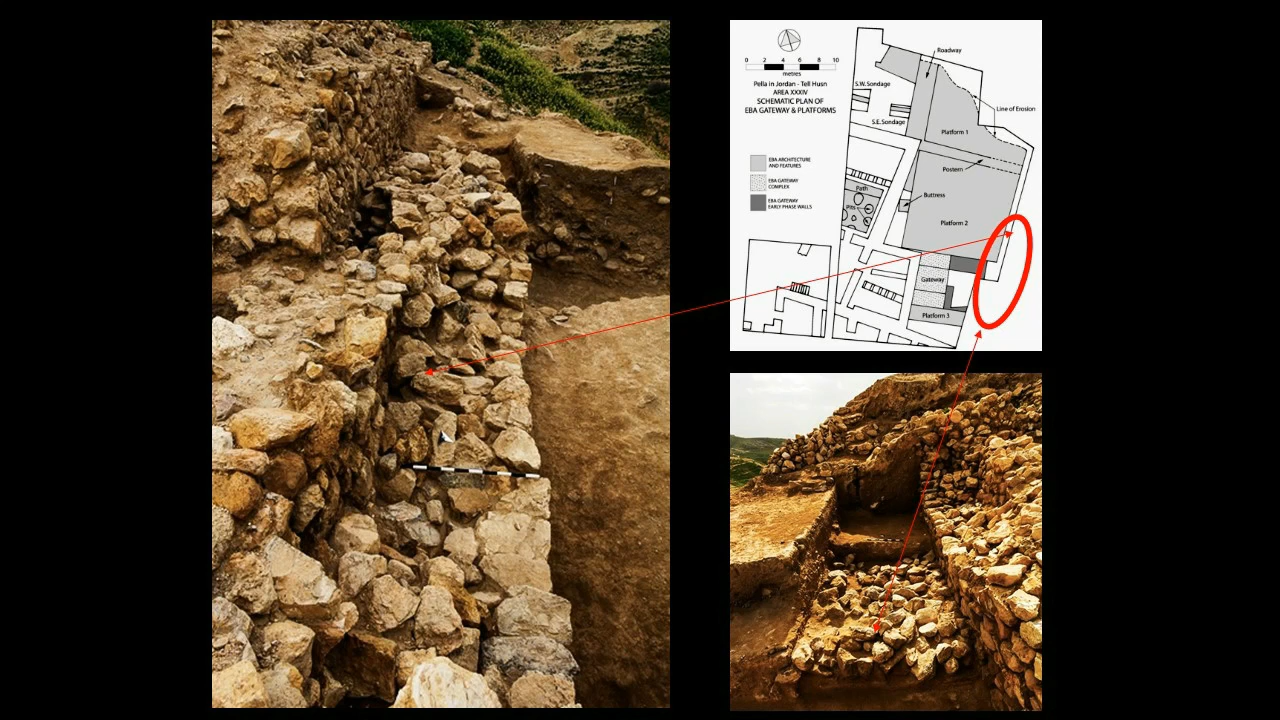 0 2 4 6 8 10
metres
Pella in Jordan - Tell Husn
AREA XXXIV
SCHEMATIC PLAN OF
EBA GATEWAY & PLATFORMS
EBA ARCHITECTURE
AND FEATURES
EBA GATEWAY
COMPLEX
EBA GATEWAY
EARLY PHASE WALLS
Roadway
S.W. Sondage
Line of Erosion
S.E. Sondage
Platform 1
Postern
Path
Buttress
Pits
Platform 2
Gateway
Platform 3